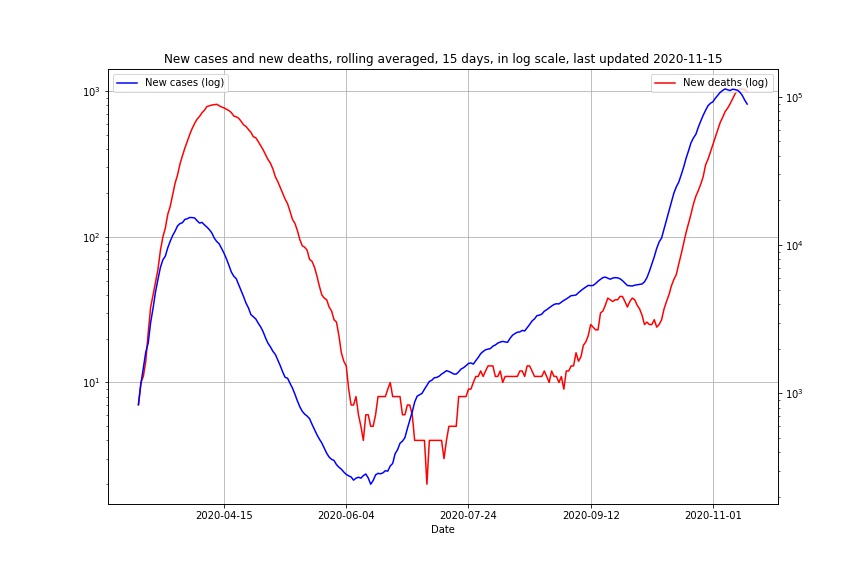 New cases and new deaths, rolling averaged, 15 days, in log scale, last updated 2020-11-15
New cases (log)
New deaths (log)
10³
10²
10¹
10⁵
10⁴
10³
2020-04-15
2020-06-04
2020-07-24
2020-09-12
2020-11-01
Date